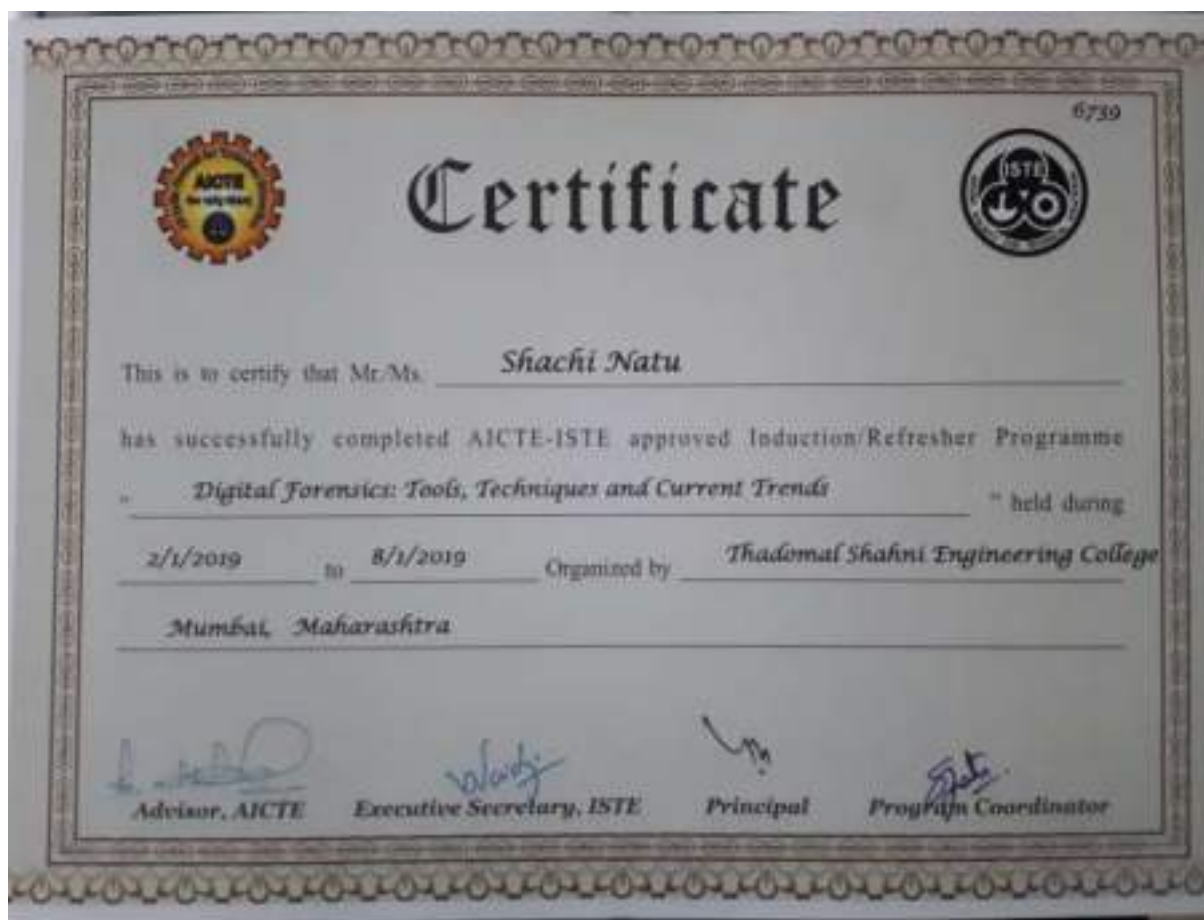 6739
AICTE
Certificate
ISTE
This is to certify that Mr./Ms. Shachi Natu
has successfully completed AICTE-ISTE approved Induction/Refresher Programme
" Digital Forensics: Tools, Techniques and Current Trends " held during
2/1/2019 to 8/1/2019 Organized by Thadomal Shahni Engineering College
Mumbai, Maharashtra
Advisor, AICTE Executive Secretary, ISTE Principal Program Coordinator